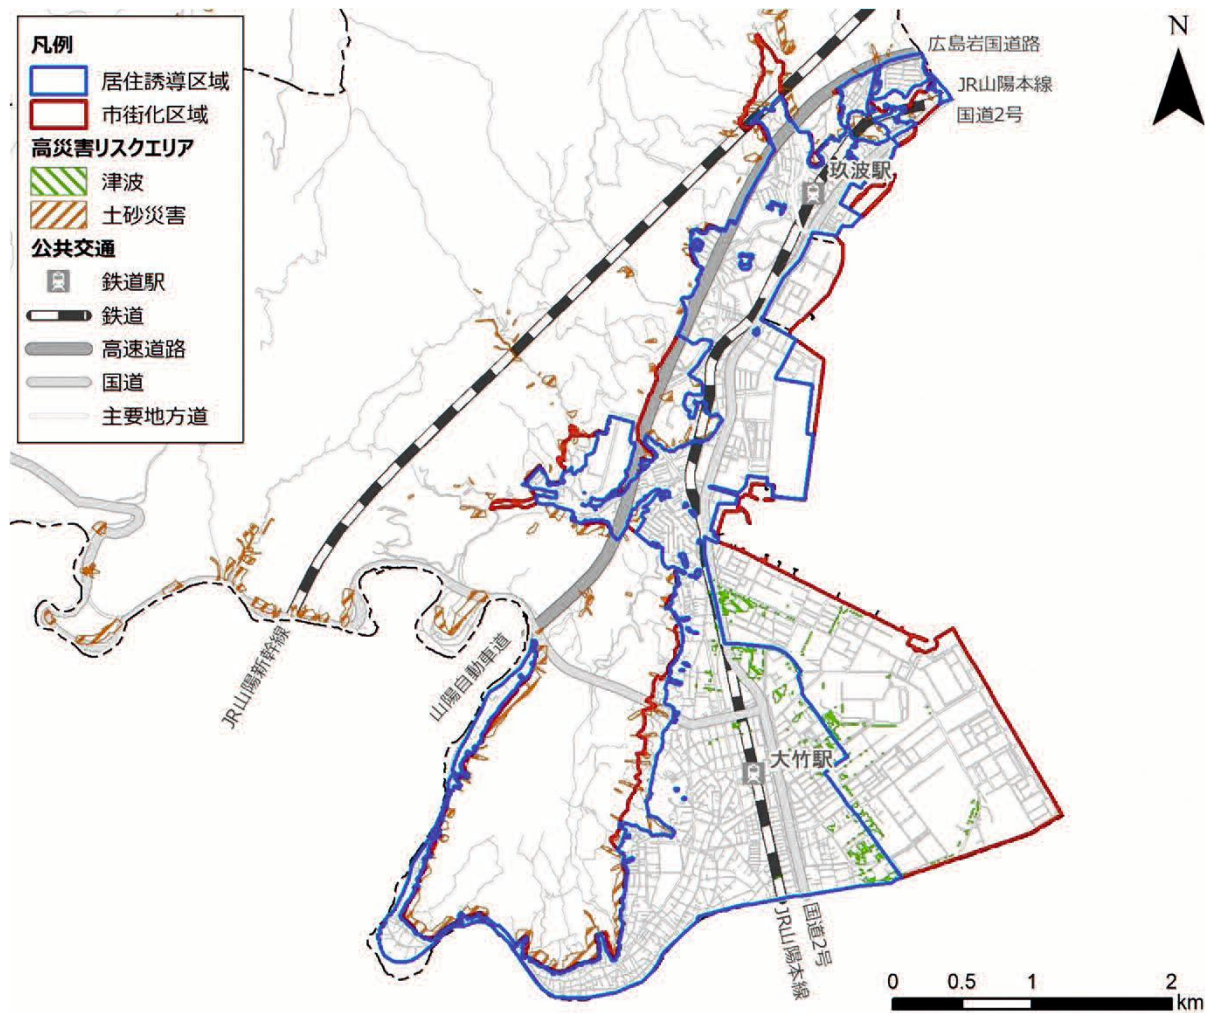 凡例
居住誘導区域
市街化区域
高災害リスクエリア
津波
土砂災害
公共交通
鉄道駅
鉄道
高速道路
国道
主要地方道
N
広島岩国道路
JR山陽本線
国道2号
玖波駅
JR山陽新幹線
山陽自動車道
大竹駅
国道2号
JR山陽本線
0 0.5 1 2
km